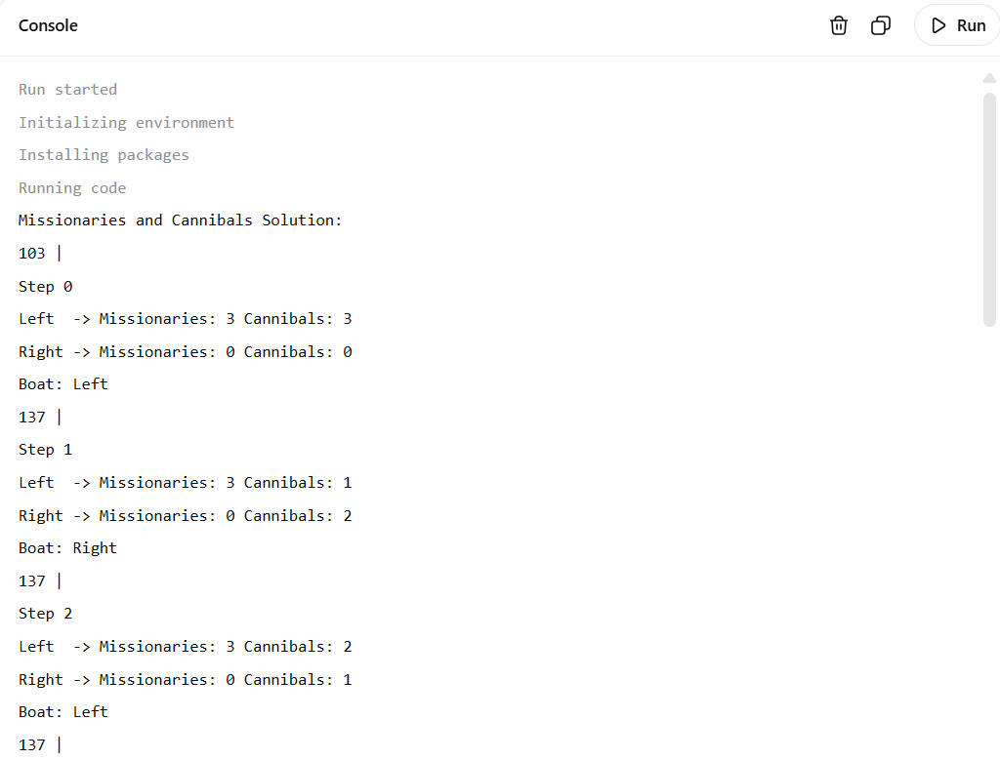 Console
Run
Run started
Initializing environment
Installing packages
Running code
Missionaries and Cannibals Solution:
103 |
Step 0
Left  -> Missionaries: 3 Cannibals: 3
Right -> Missionaries: 0 Cannibals: 0
Boat: Left
137 |
Step 1
Left  -> Missionaries: 3 Cannibals: 1
Right -> Missionaries: 0 Cannibals: 2
Boat: Right
137 |
Step 2
Left  -> Missionaries: 3 Cannibals: 2
Right -> Missionaries: 0 Cannibals: 1
Boat: Left
137 |